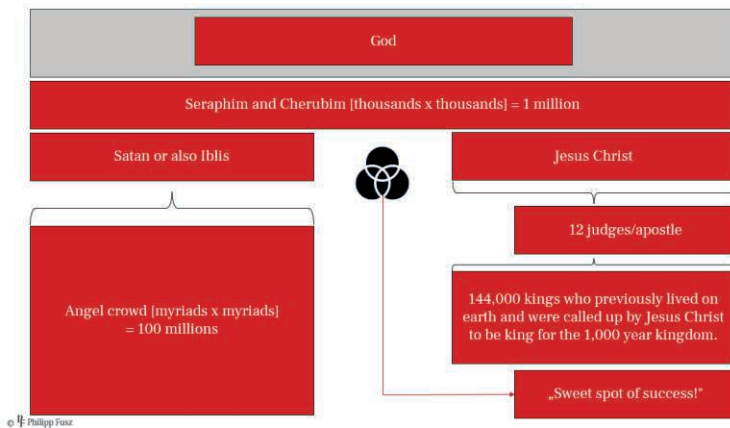 God
Seraphim and Cherubim [thousands x thousands] = 1 million
Satan or also Iblis
Jesus Christ
12 judges/apostle
Angel crowd [myriads x myriads]
= 100 millions
144,000 kings who previously lived on
earth and were called up by Jesus Christ
to be king for the 1,000 year kingdom.
„Sweet spot of success!"
© PF Philipp Fusz